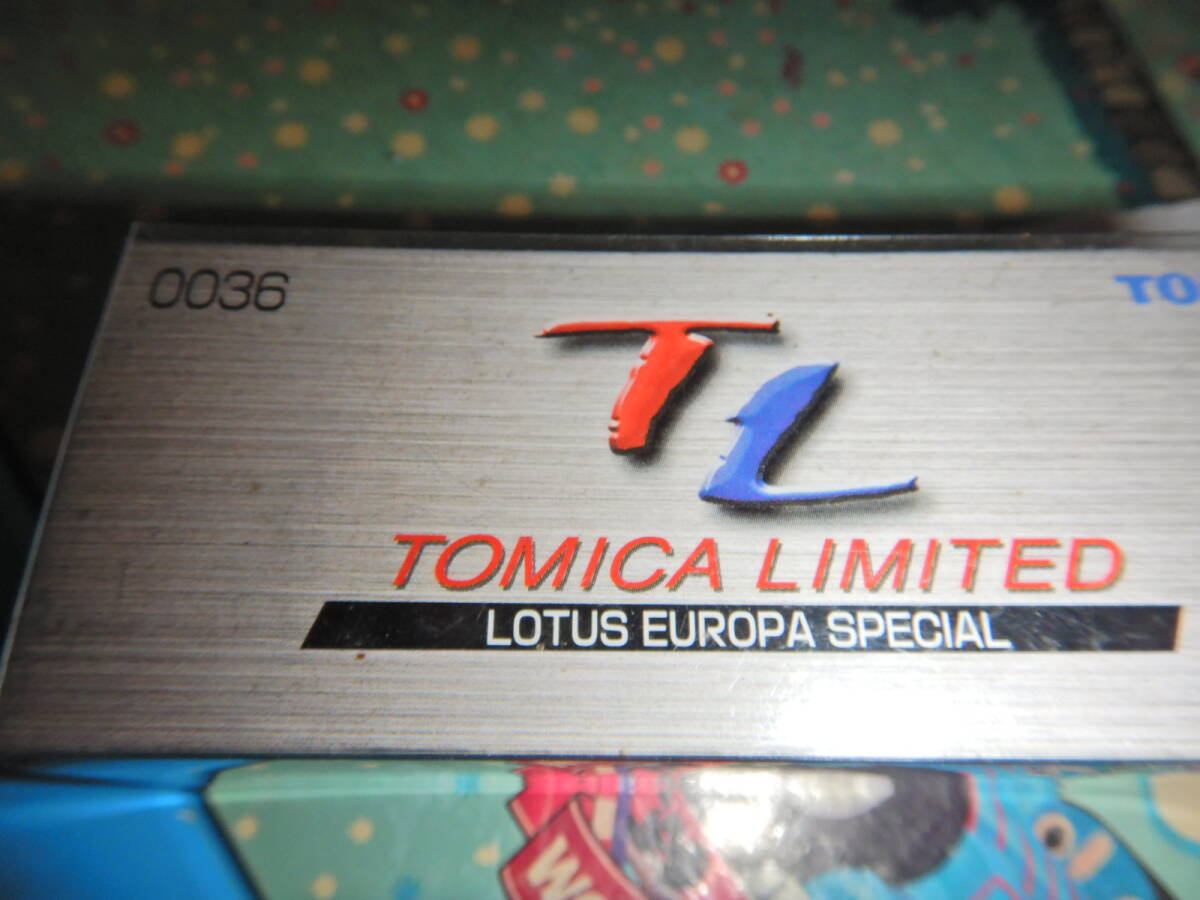 0036
TL
TOMICA LIMITED
LOTUS EUROPA SPECIAL